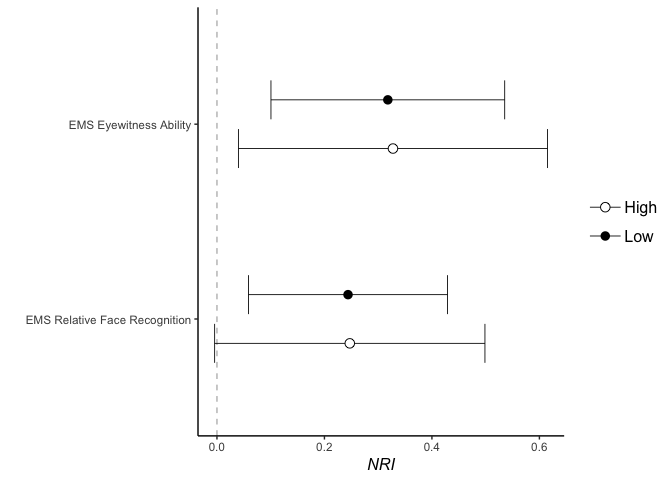 EMS Eyewitness Ability
EMS Relative Face Recognition
High
Low
0.0 0.2 0.4 0.6
NRI